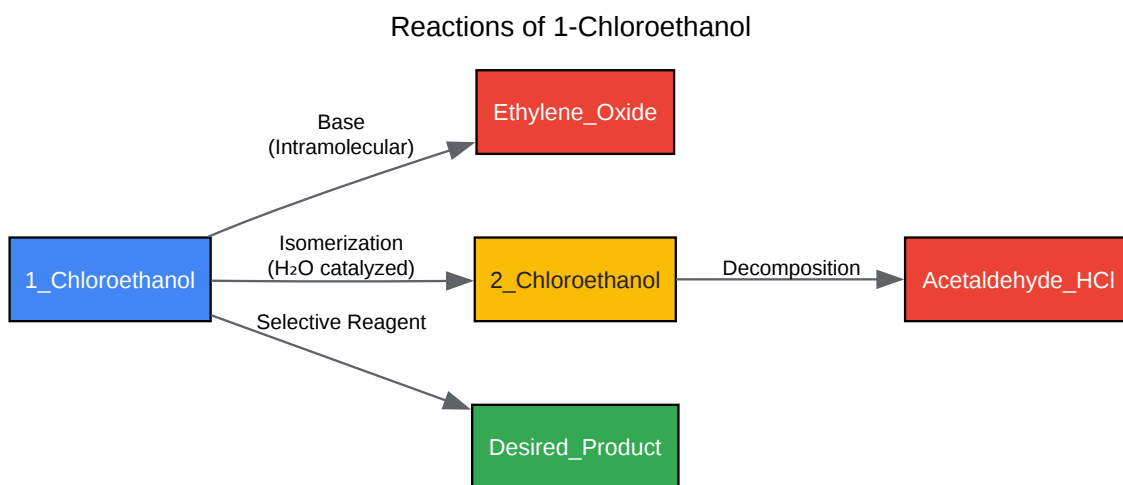 Reactions of 1-Chloroethanol
Ethylene_Oxide
Base
(Intramolecular)
1_Chloroethanol
Isomerization
(H₂O catalyzed)
2_Chloroethanol
Decomposition
Acetaldehyde_HCl
Selective Reagent
Desired_Product